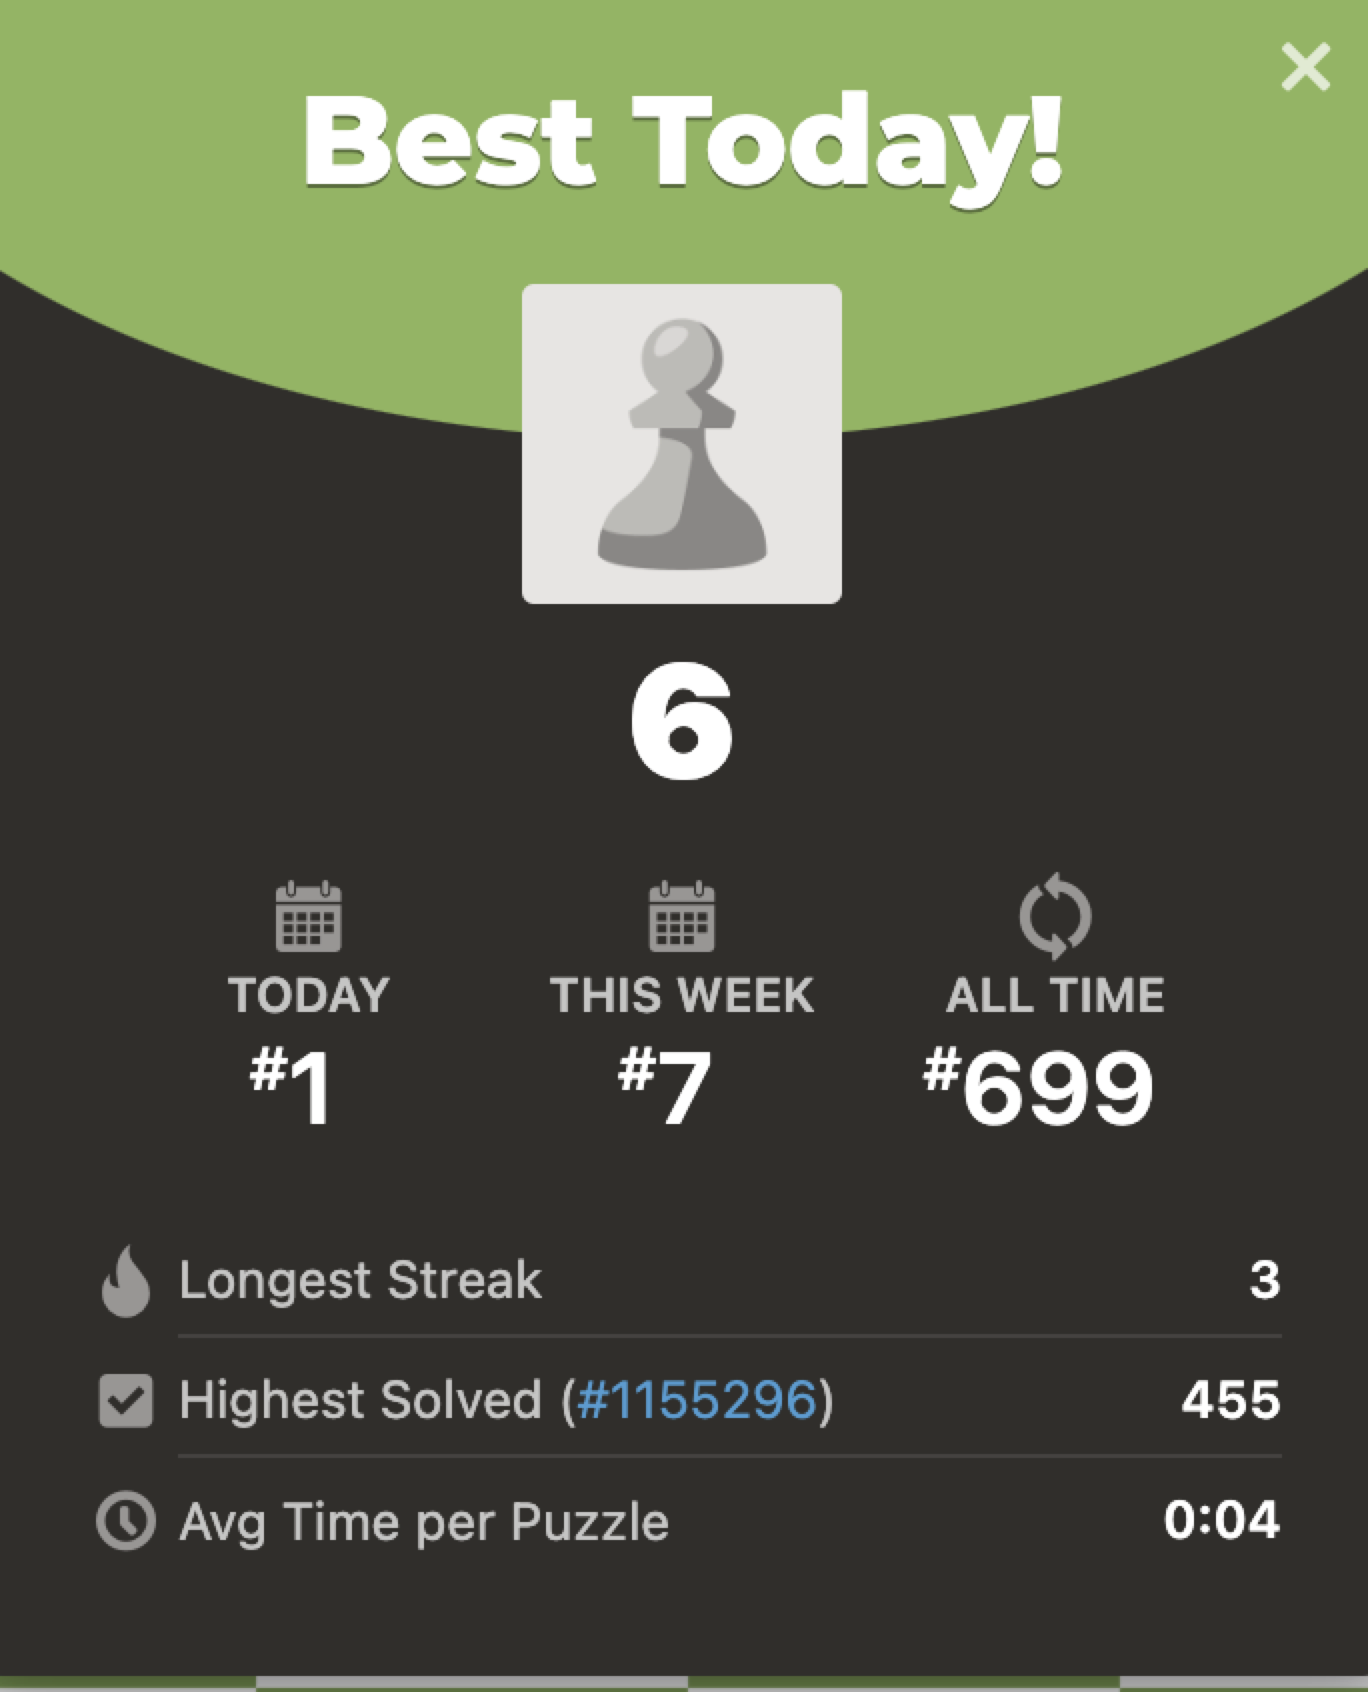 Best Today!
6
TODAY
#1
THIS WEEK
#7
ALL TIME
#699
Longest Streak 3
Highest Solved (#1155296) 455
Avg Time per Puzzle 0:04